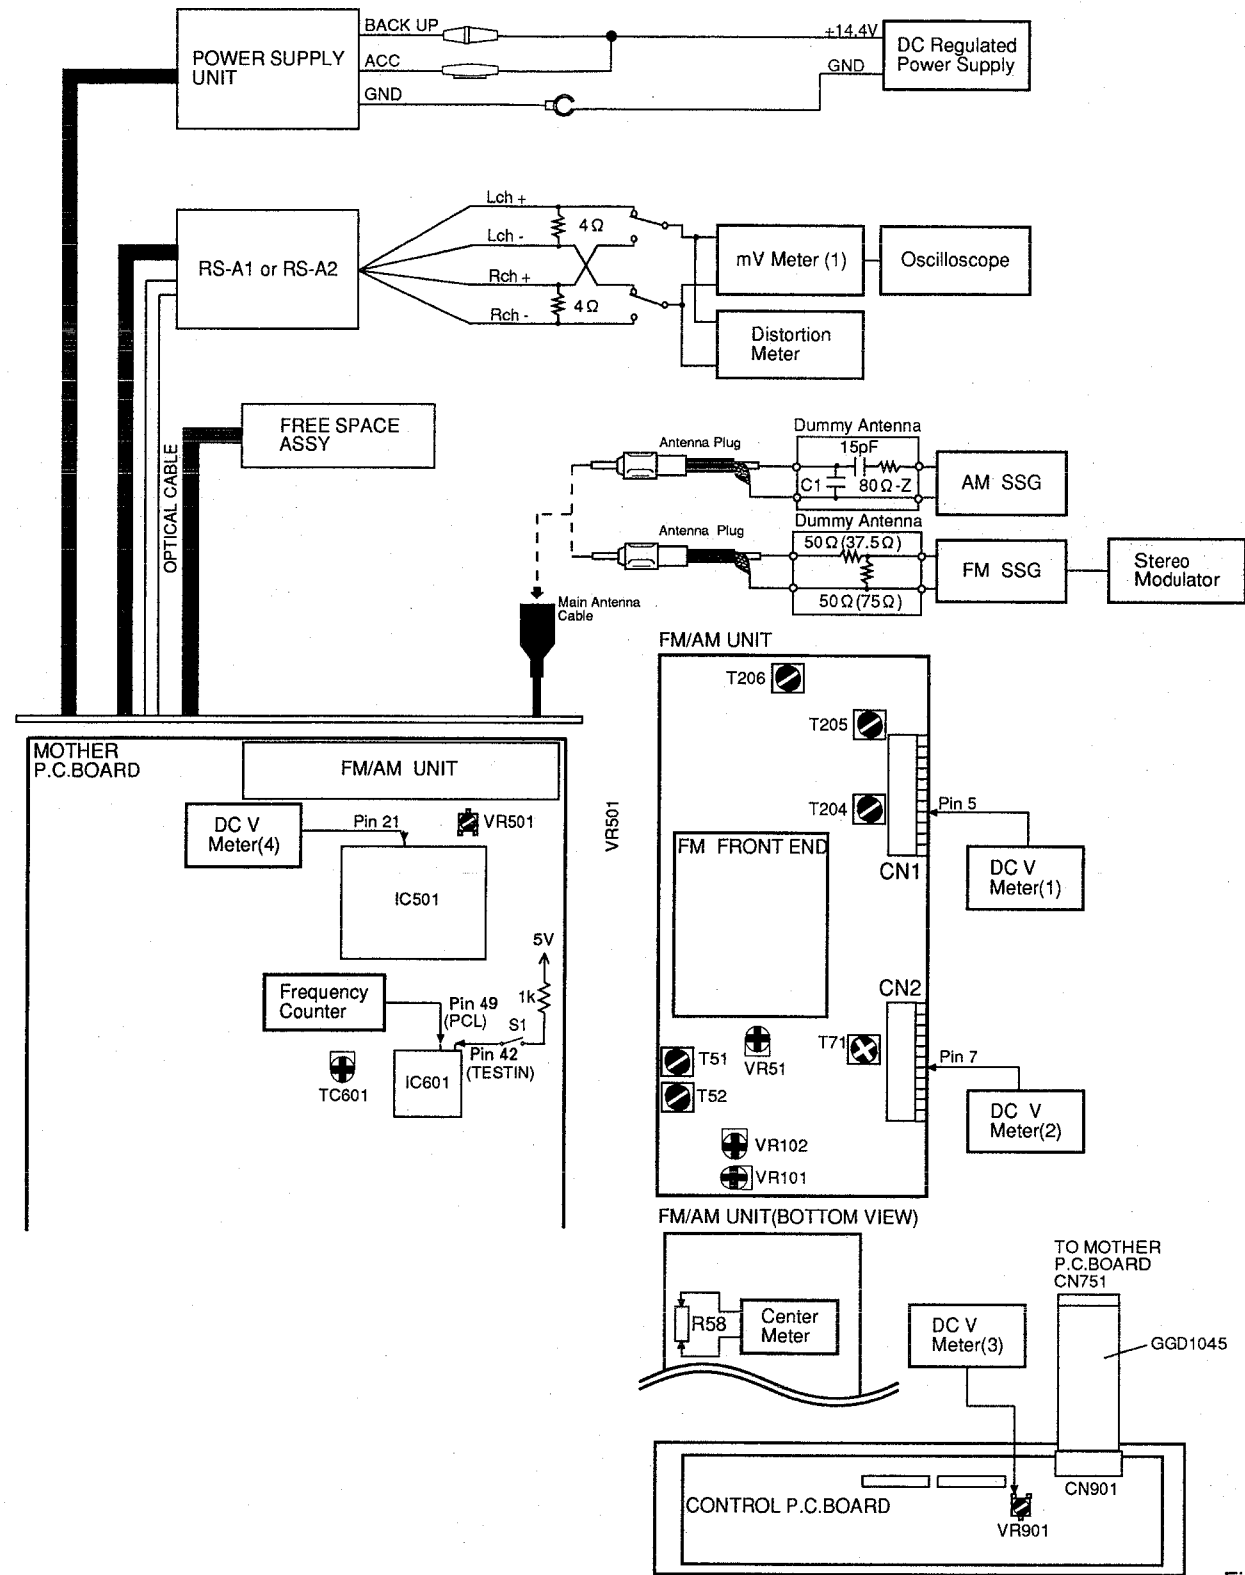 BACK UP
POWER SUPPLY
UNIT
ACC
GND
+14.4V
GND
DC Regulated
Power Supply
Lch +
4Ω
Lch -
Rch +
4Ω
Rch -
RS-A1 or RS-A2
mV Meter (1)
Oscilloscope
Distortion
Meter
FREE SPACE
ASSY
OPTICAL CABLE
Antenna Plug
Dummy Antenna
15pF
C1
80Ω-Z
AM SSG
Antenna Plug
Dummy Antenna
50Ω(37.5Ω)
50Ω(75Ω)
FM SSG
Stereo
Modulator
Main Antenna
Cable
MOTHER
P.C.BOARD
FM/AM UNIT
DC V
Meter(4)
Pin 21
VR501
IC501
5V
1k
S1
Frequency
Counter
Pin 49
(PCL)
Pin 42
(TESTIN)
TC601
IC601
VR501
FM/AM UNIT
T206
T205
T204
FM FRONT END
CN1
Pin 5
DC V
Meter(1)
CN2
T71
Pin 7
DC V
Meter(2)
T51
T52
VR51
VR102
VR101
FM/AM UNIT(BOTTOM VIEW)
R58
Center
Meter
DC V
Meter(3)
TO MOTHER
P.C.BOARD
CN751
GGD1045
CN901
CONTROL P.C.BOARD
VR901